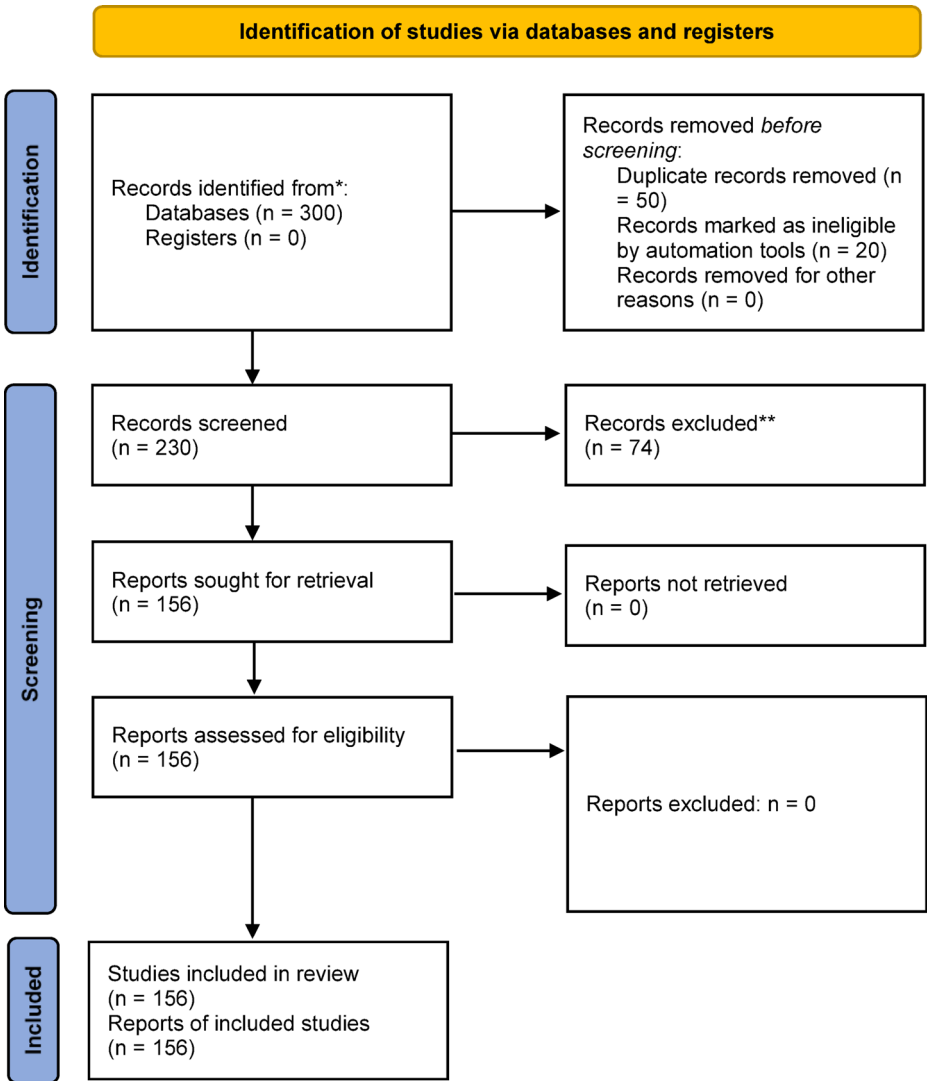 Identification of studies via databases and registers
Identification
Records identified from*:
Databases (n = 300)
Registers (n = 0)
Records removed before
screening:
Duplicate records removed (n
= 50)
Records marked as ineligible
by automation tools (n = 20)
Records removed for other
reasons (n = 0)
Screening
Records screened
(n = 230)
Records excluded**
(n = 74)
Reports sought for retrieval
(n = 156)
Reports not retrieved
(n = 0)
Reports assessed for eligibility
(n = 156)
Reports excluded: n = 0
Included
Studies included in review
(n = 156)
Reports of included studies
(n = 156)